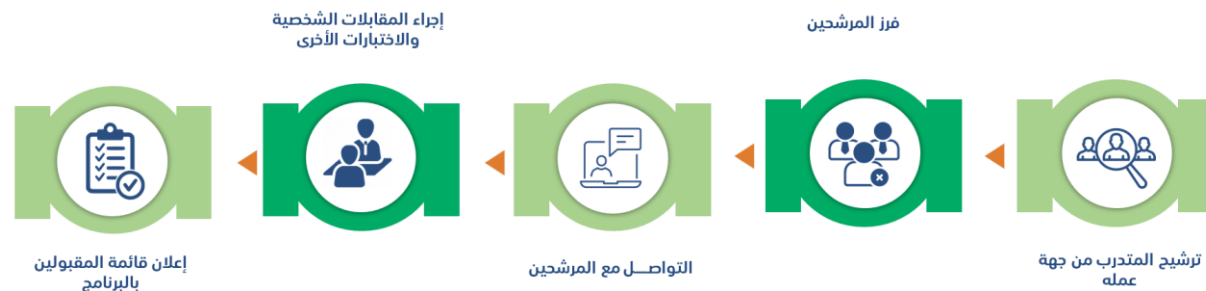 ترشيح المتدرب من جهة
عمله
فرز المرشحين
التواصـــل مع المرشحين
إجراء المقابلات الشخصية
والاختبارات الأخرى
إعلان قائمة المقبولين
بالبرنامج